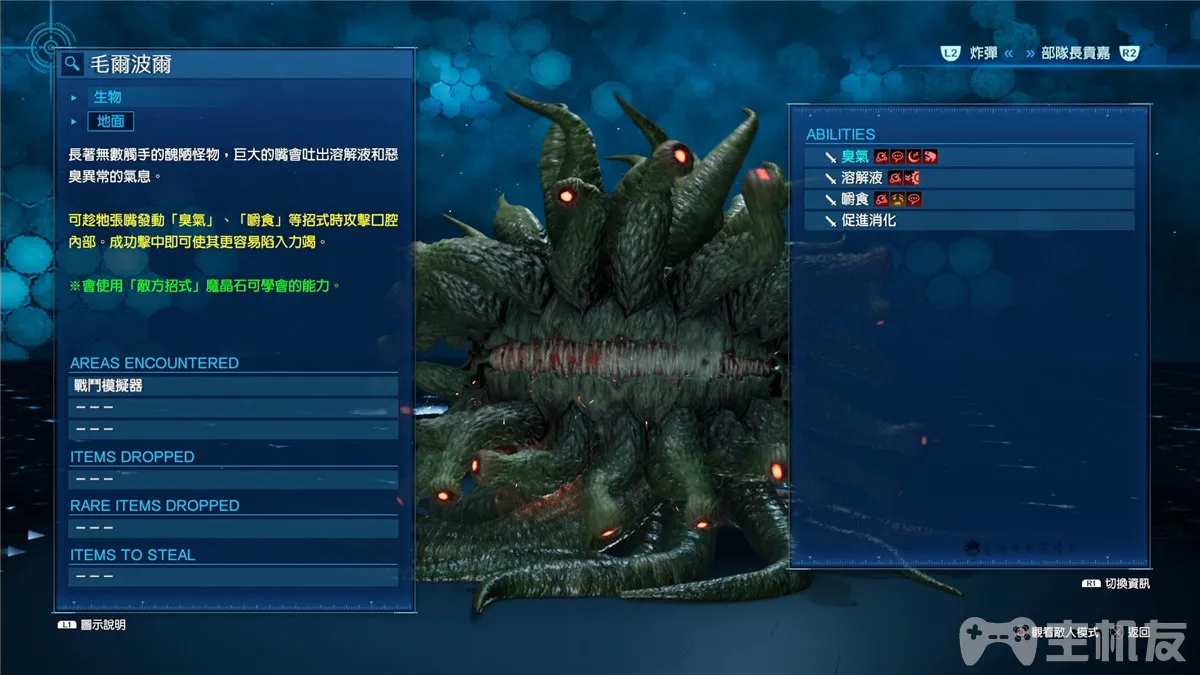 L2 炸彈 « » 部隊長貢嘉 R2
毛爾波爾
生物
地面
長著無數觸手的醜陋怪物,巨大的嘴會吐出溶解液和惡
臭異常的氣息。
可趁牠張嘴發動「臭氣」、「嚼食」等招式時攻擊口腔
內部。成功擊中即可使其更容易陷入力竭。
※會使用「敵方招式」魔晶石可學會的能力。
AREAS ENCOUNTERED
戰鬥模擬器
---
---
ITEMS DROPPED
---
RARE ITEMS DROPPED
---
ITEMS TO STEAL
---
ABILITIES
臭氣
溶解液
嚼食
促進消化
R1 切換資訊
L1 圖示說明
觀看敵人模式 返回
主机友